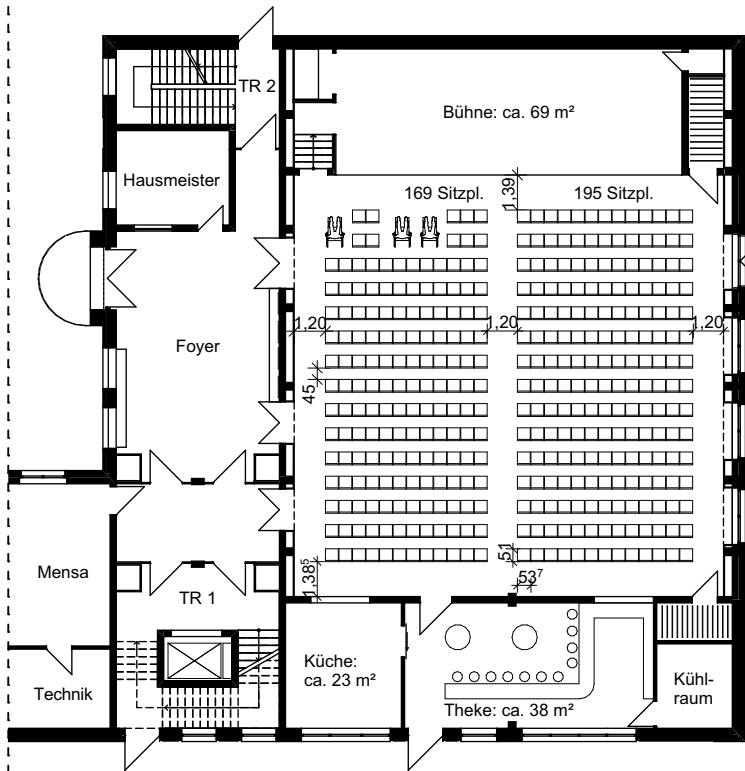 TR 2
Bühne: ca. 69 m²
Hausmeister
1,39
169 Sitzpl.
195 Sitzpl.
Foyer
1,20
1,20
1,20
45
Mensa
TR 1
1,38⁵
51
53⁷
Technik
Küche:
ca. 23 m²
Theke: ca. 38 m²
Kühl-
raum